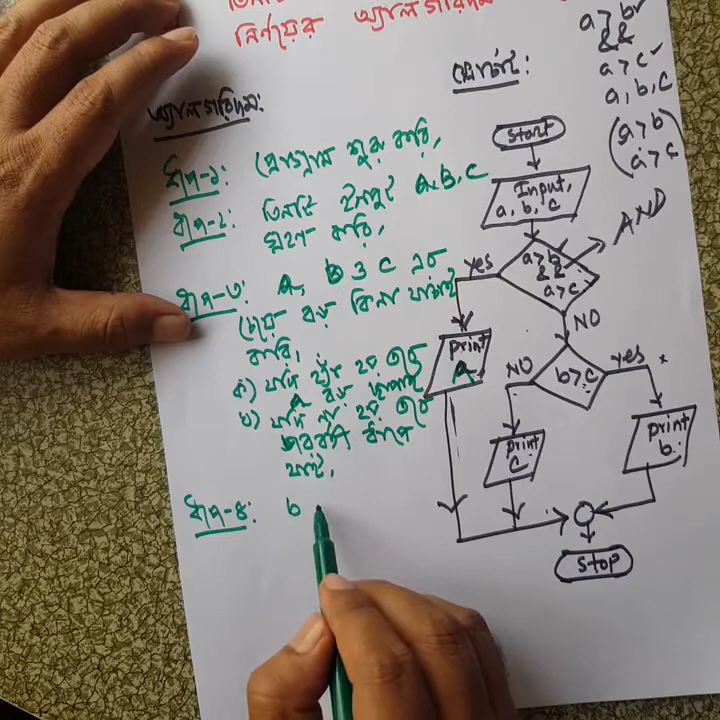 নির্ণয়ের অ্যালগরিদম
অ্যালগরিদম:
ধাপ-১: প্রোগ্রাম শুরু করি,
ধাপ-২: তিনটি ইনপুট a, b, c
গ্রহণ করি,
ধাপ-৩: a, b ও c এর
চেয়ে বড় কিনা যাচাই
করি,
ক) যদি হ্যাঁ হয় তবে
a বড় ছাপাই
খ) যদি না হয় তবে
পরবর্তী ধাপে
যাই,
ধাপ-৪: b
a > b
&&
a > c
a, b, c
(a > b
a > c)
Start
Input,
a, b, c
a > b
&&
a > c
AND
yes
NO
print
a
b > c
NO
yes
print
c
print
b
Stop